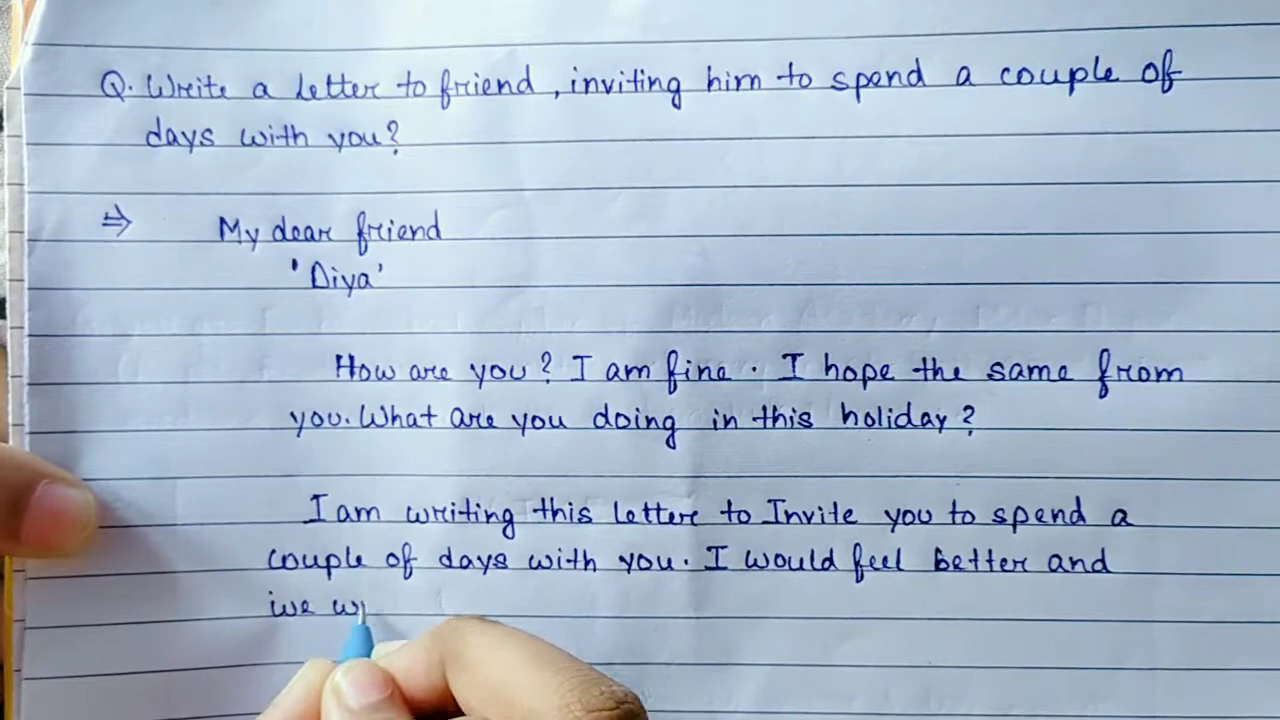 Q. Write a letter to friend, inviting him to spend a couple of
days with you?
⇒ My dear friend
'Diya'
How are you? I am fine. I hope the same from
you. What are you doing in this holiday?
I am writing this letter to Invite you to spend a
couple of days with you. I would feel better and
we w